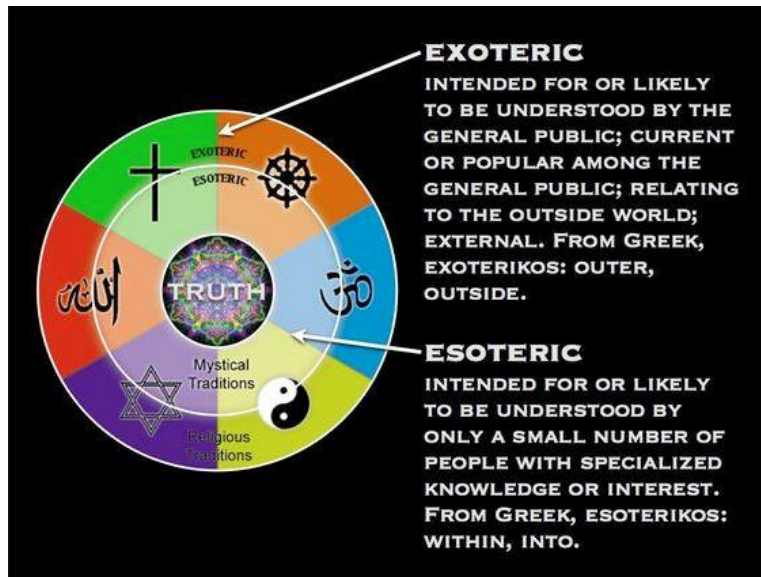 EXOTERIC
INTENDED FOR OR LIKELY
TO BE UNDERSTOOD BY THE
GENERAL PUBLIC; CURRENT
OR POPULAR AMONG THE
GENERAL PUBLIC; RELATING
TO THE OUTSIDE WORLD;
EXTERNAL. FROM GREEK,
EXOTERIKOS: OUTER,
OUTSIDE.
ESOTERIC
INTENDED FOR OR LIKELY
TO BE UNDERSTOOD BY
ONLY A SMALL NUMBER OF
PEOPLE WITH SPECIALIZED
KNOWLEDGE OR INTEREST.
FROM GREEK, ESOTERIKOS:
WITHIN, INTO.
EXOTERIC
ESOTERIC
الله
TRUTH
ॐ
Mystical
Traditions
Religious
Traditions